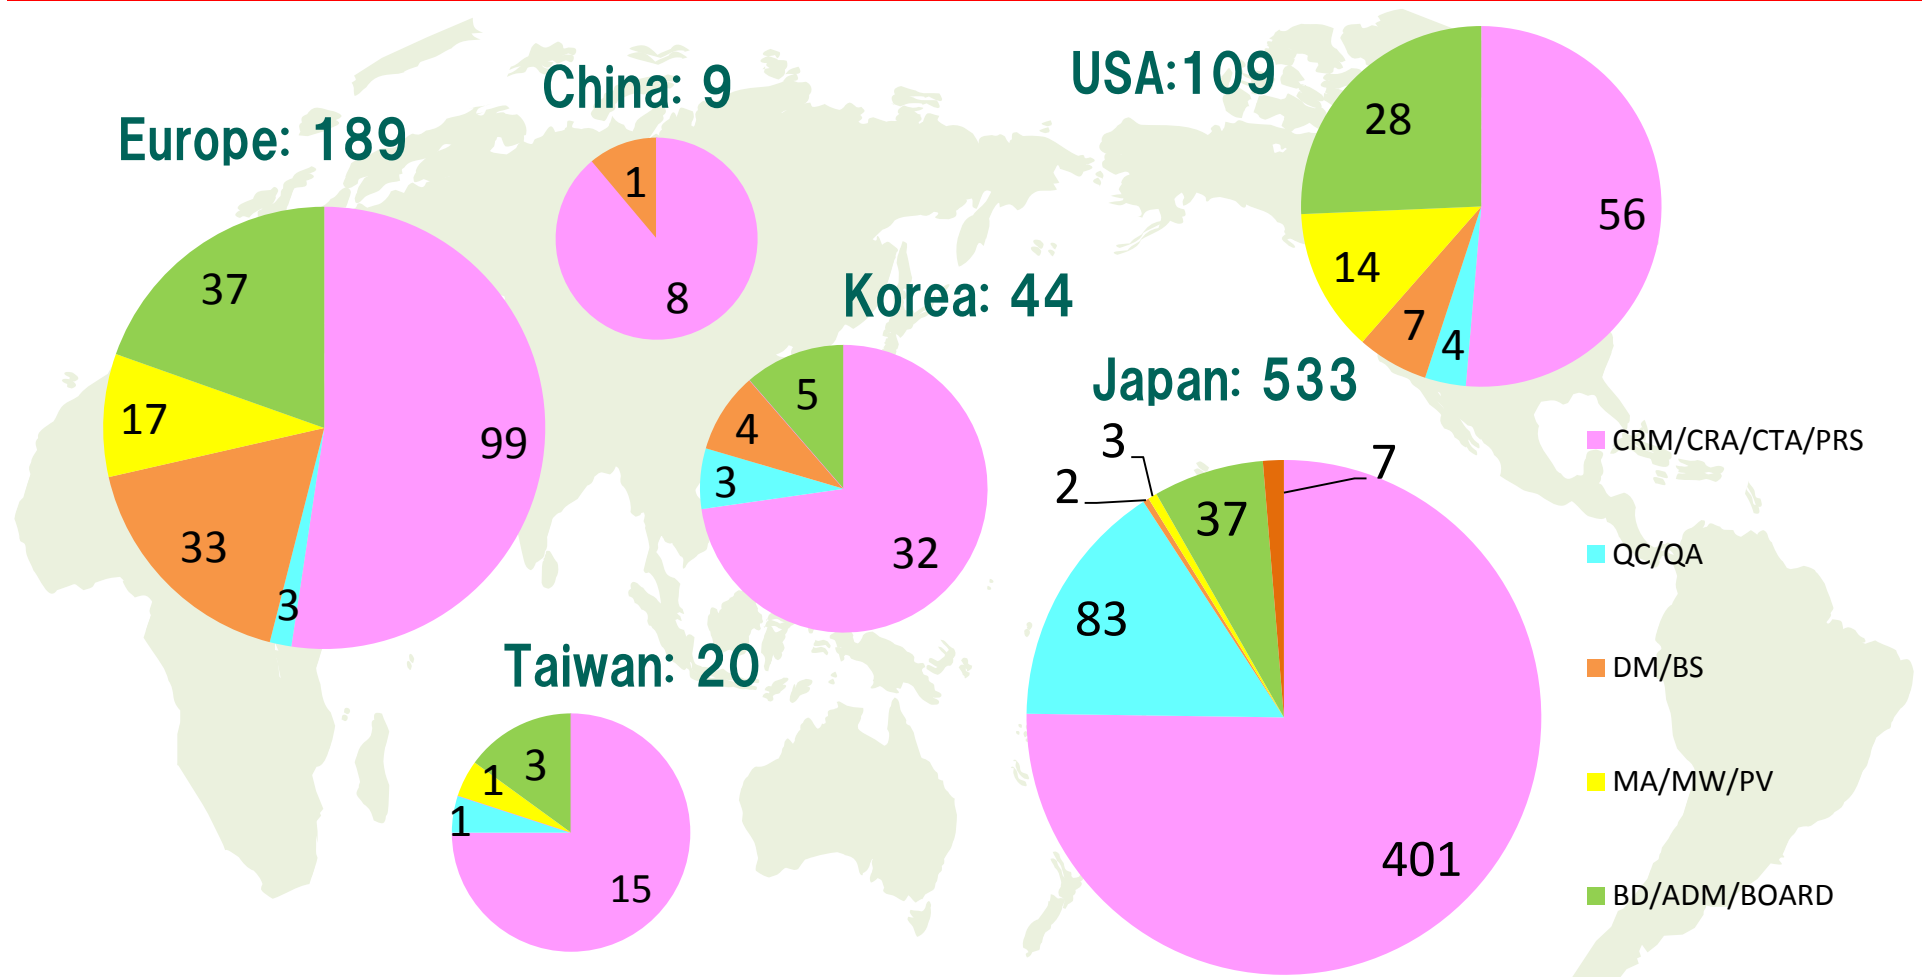 China: 9
1
8
USA:109
28
56
14
7
4
Europe: 189
37
17
99
33
3
Korea: 44
5
4
3
32
Japan: 533
3
7
2
37
83
401
Taiwan: 20
3
1
1
15
CRM/CRA/CTA/PRS
QC/QA
DM/BS
MA/MW/PV
BD/ADM/BOARD